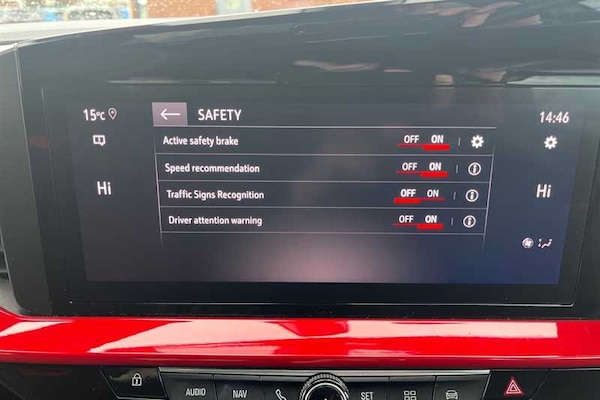 15°C SAFETY 14:46
Active safety brake OFF ON
Speed recommendation OFF ON
Hi Hi
Traffic Signs Recognition OFF ON
Driver attention warning OFF ON
AUDIO NAV SET